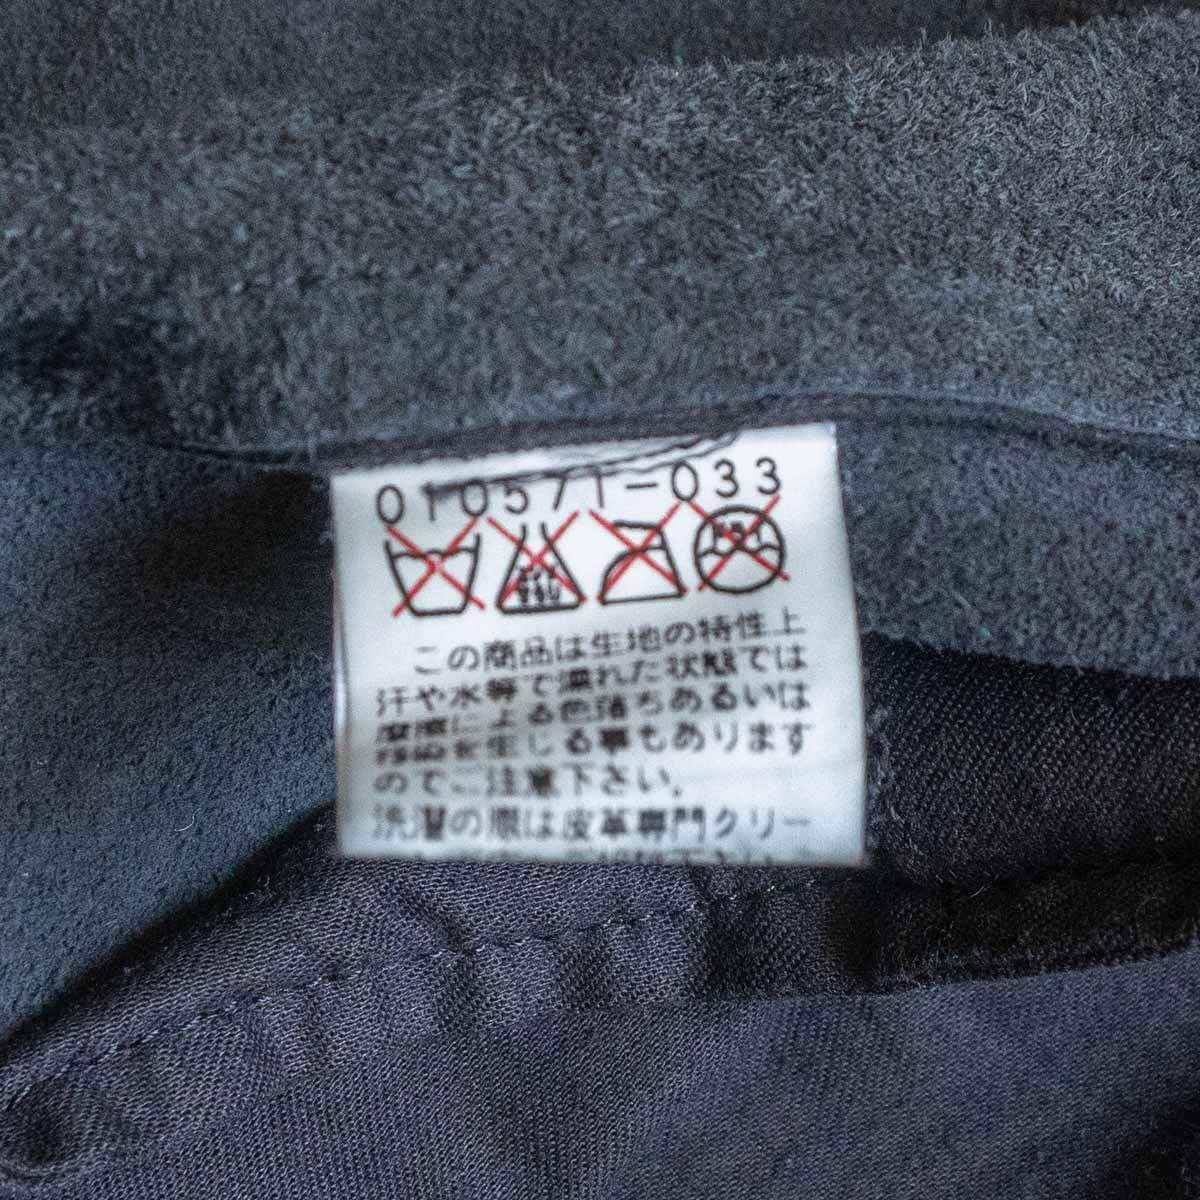 010571-033
この商品は生地の特性上
汗や水等で濡れた状態では
摩擦による色落ちあるいは
汚染を生じる事もあります
のでご注意下さい。
洗濯の際は皮革専門クリー